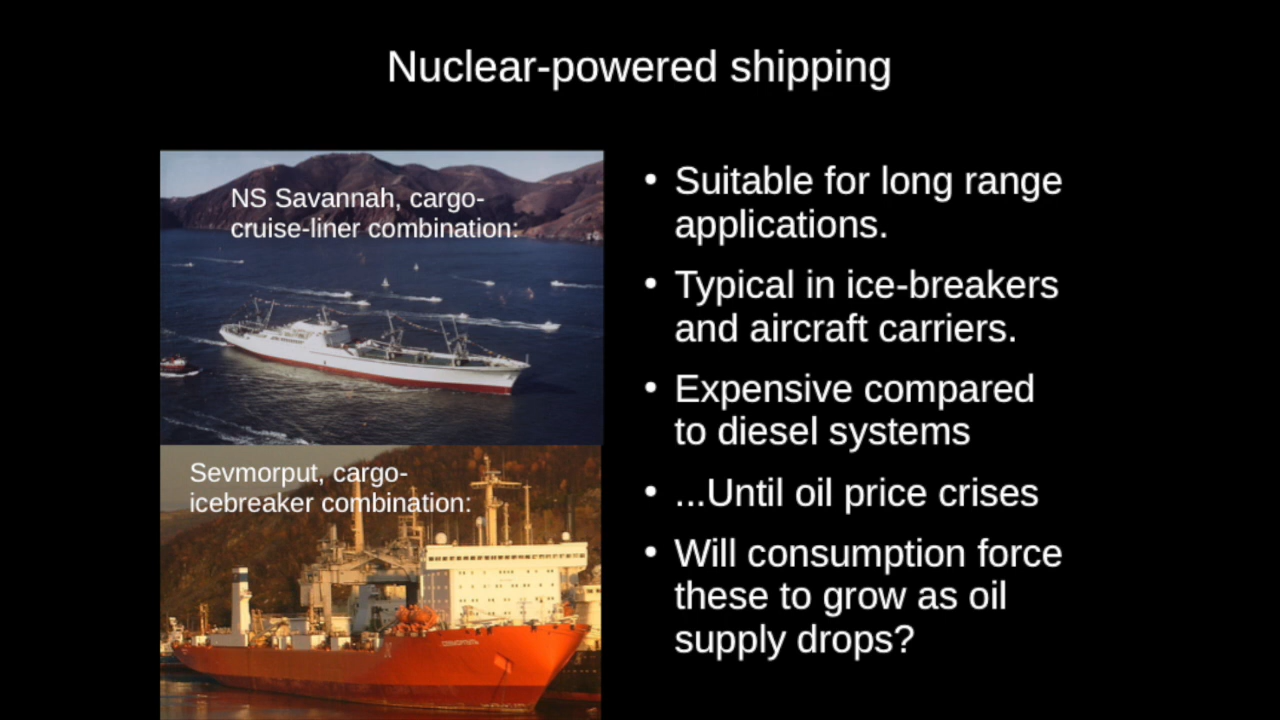 Nuclear-powered shipping
NS Savannah, cargo-
cruise-liner combination:
Sevmorput, cargo-
icebreaker combination:
• Suitable for long range
applications.
• Typical in ice-breakers
and aircraft carriers.
• Expensive compared
to diesel systems
• ...Until oil price crises
• Will consumption force
these to grow as oil
supply drops?